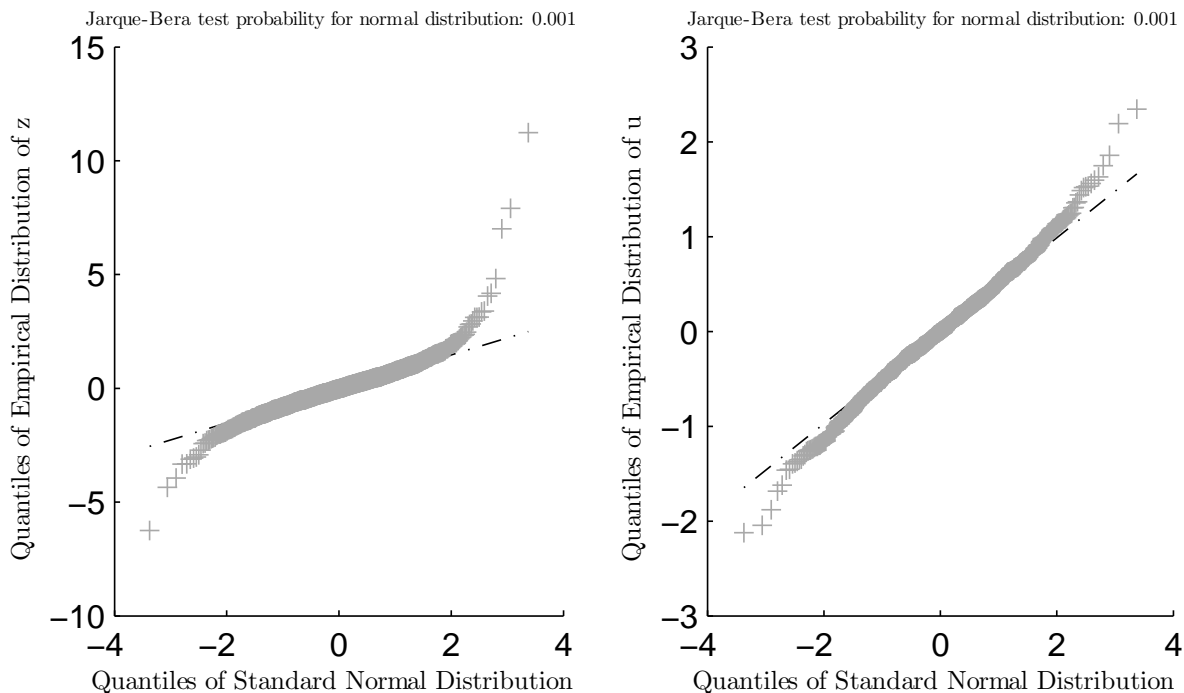 Jarque-Bera test probability for normal distribution: 0.001
15
10
5
0
−5
−10
−4 −2 0 2 4
Quantiles of Empirical Distribution of z
Quantiles of Standard Normal Distribution
Jarque-Bera test probability for normal distribution: 0.001
3
2
1
0
−1
−2
−3
−4 −2 0 2 4
Quantiles of Empirical Distribution of u
Quantiles of Standard Normal Distribution